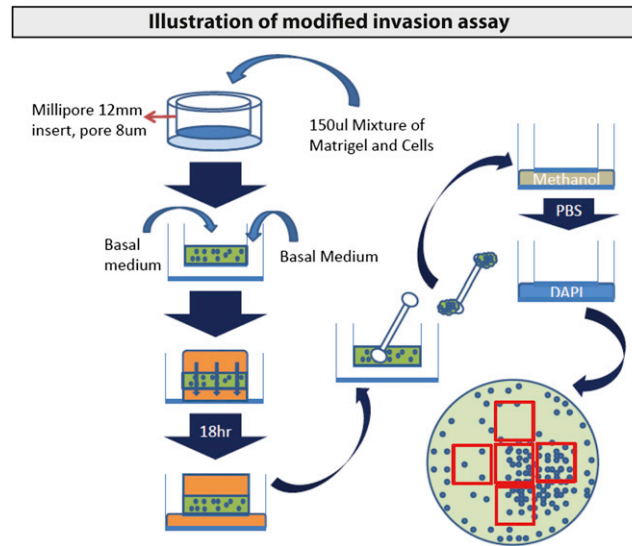 Illustration of modified invasion assay
Millipore 12mm
insert, pore 8um
150ul Mixture of
Matrigel and Cells
Basal
medium
Basal Medium
18hr
Methanol
PBS
DAPI